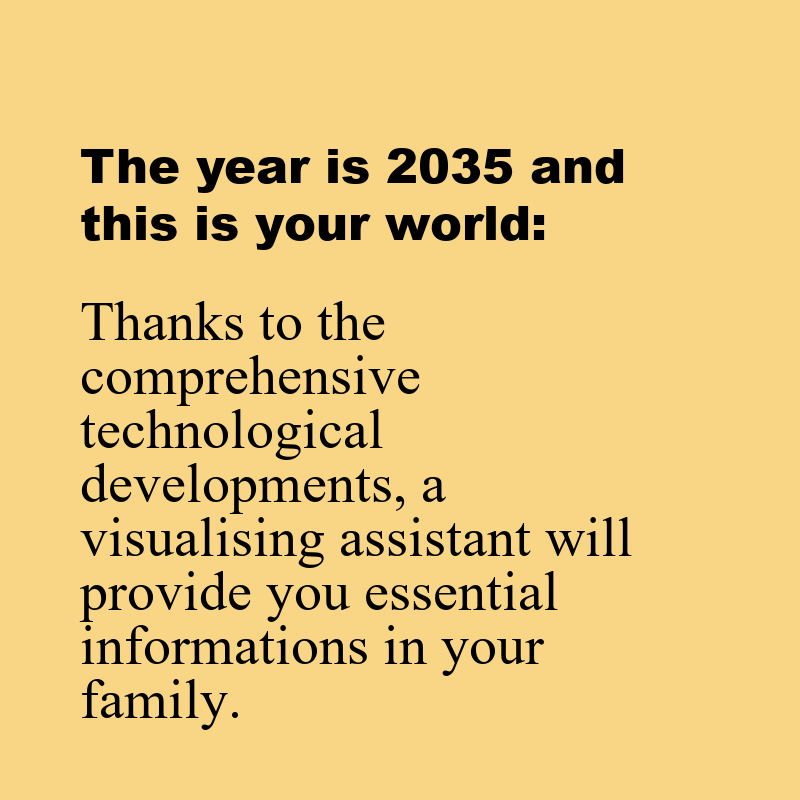 The year is 2035 and
this is your world:
Thanks to the
comprehensive
technological
developments, a
visualising assistant will
provide you essential
informations in your
family.